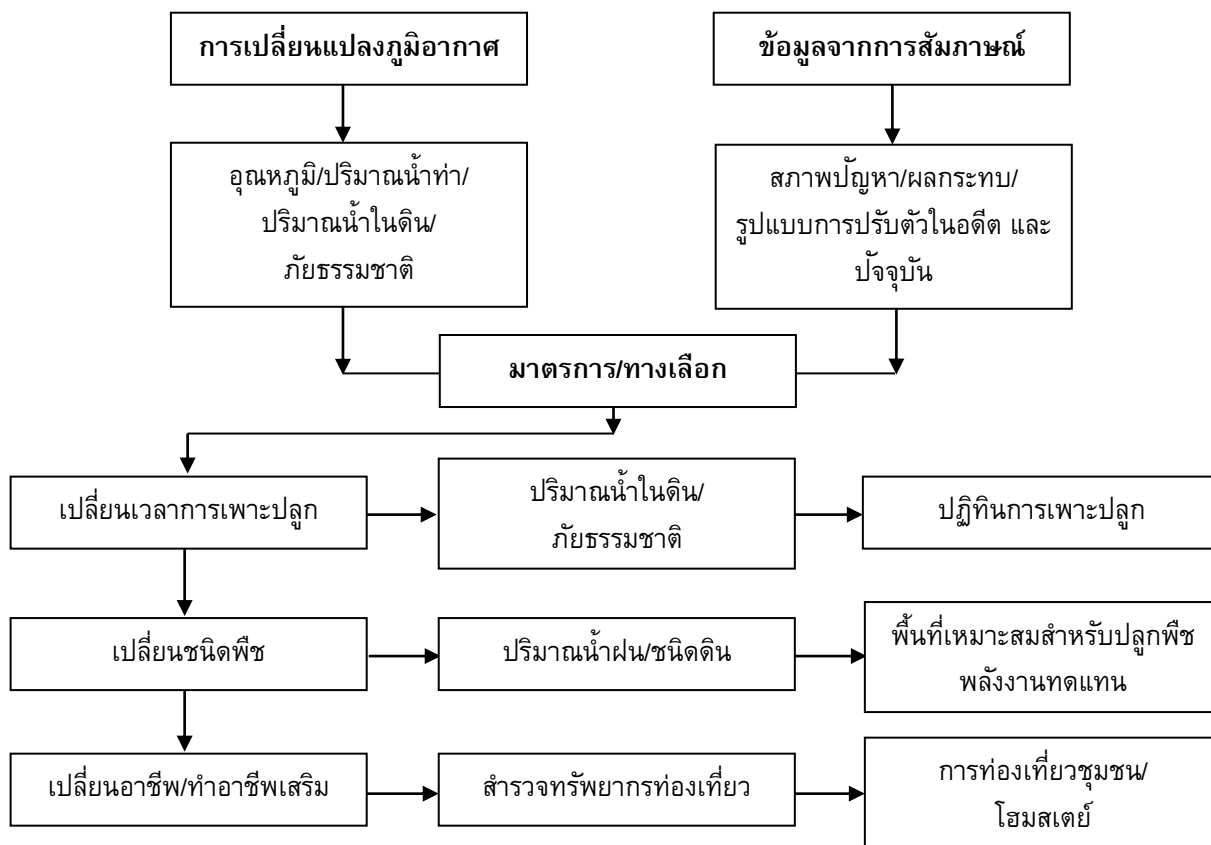 การเปลี่ยนแปลงภูมิอากาศ
ข้อมูลจากการสัมภาษณ์
อุณหภูมิ/ปริมาณน้ำท่า/
ปริมาณน้ำในดิน/
ภัยธรรมชาติ
สภาพปัญหา/ผลกระทบ/
รูปแบบการปรับตัวในอดีต และ
ปัจจุบัน
มาตรการ/ทางเลือก
เปลี่ยนเวลาการเพาะปลูก
ปริมาณน้ำในดิน/
ภัยธรรมชาติ
ปฏิทินการเพาะปลูก
เปลี่ยนชนิดพืช
ปริมาณน้ำฝน/ชนิดดิน
พื้นที่เหมาะสมสำหรับปลูกพืช
พลังงานทดแทน
เปลี่ยนอาชีพ/ทำอาชีพเสริม
สำรวจทรัพยากรท่องเที่ยว
การท่องเที่ยวชุมชน/
โฮมสเตย์